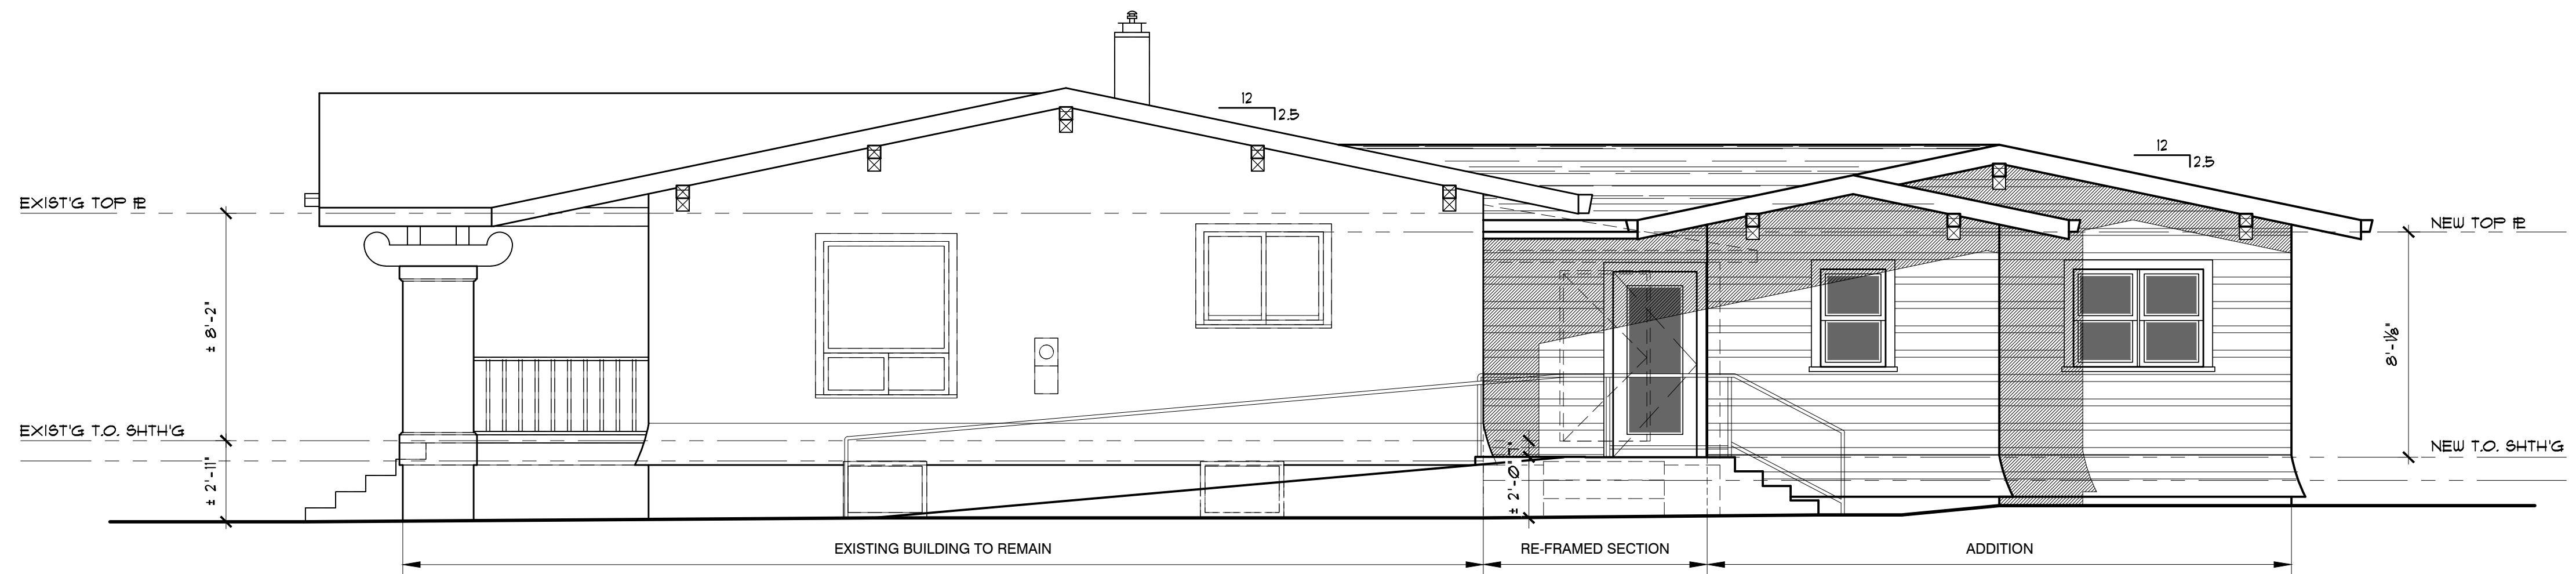 12
2.5
12
2.5
EXIST'G TOP PL
NEW TOP PL
± 8'-2"
8'-1⅛"
EXIST'G T.O. SHTH'G
NEW T.O. SHTH'G
± 2'-11"
± 2'-0"
EXISTING BUILDING TO REMAIN
RE-FRAMED SECTION
ADDITION